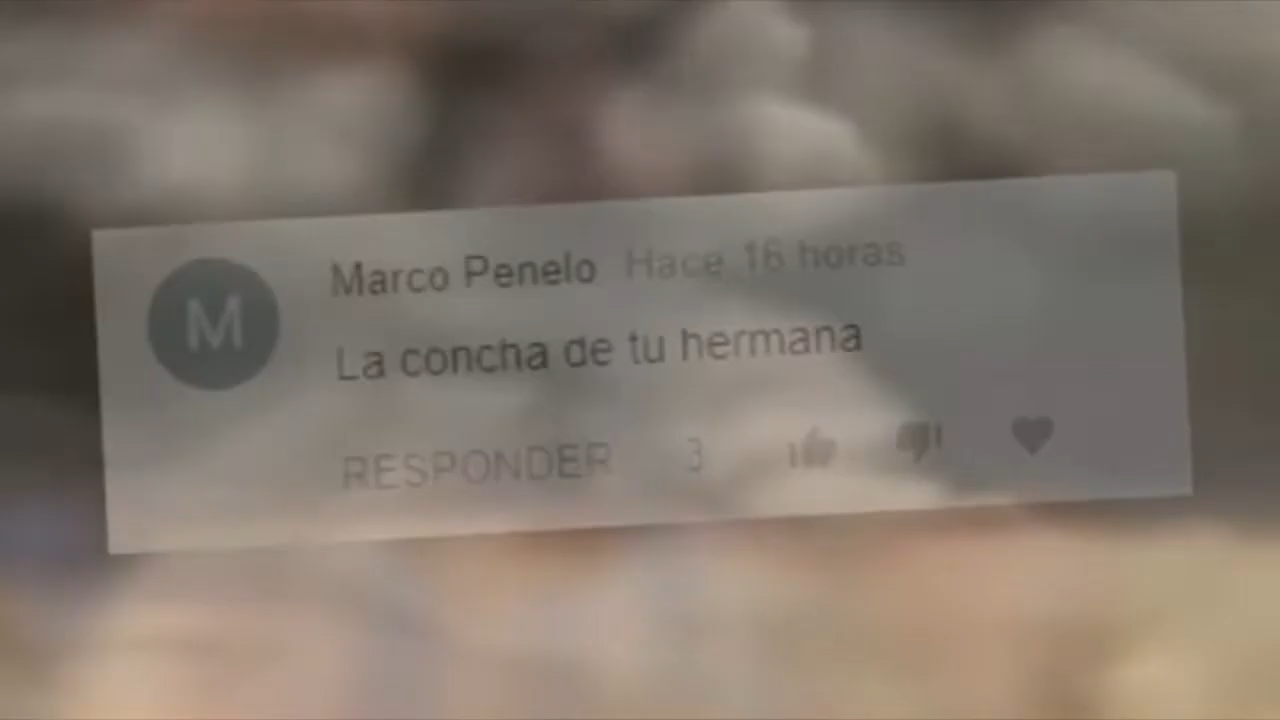 M
Marco Penelo Hace 16 horas
La concha de tu hermana
RESPONDER 3